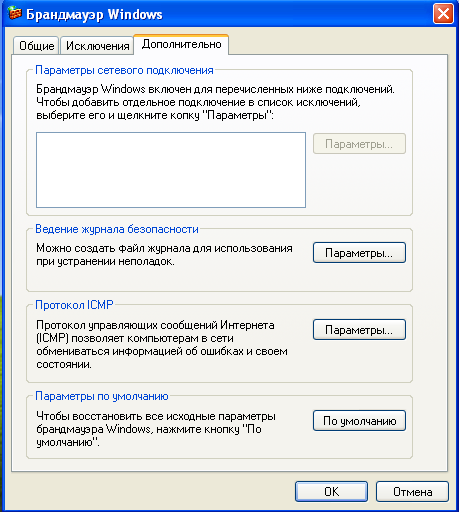 Брандмауэр Windows
Общие
Исключения
Дополнительно
Параметры сетевого подключения
Брандмауэр Windows включен для перечисленных ниже подключений.
Чтобы добавить отдельное подключение в список исключений,
выберите его и щелкните копку "Параметры":
Параметры...
Ведение журнала безопасности
Можно создать файл журнала для использования
при устранении неполадок.
Параметры...
Протокол ICMP
Протокол управляющих сообщений Интернета
(ICMP) позволяет компьютерам в сети
обмениваться информацией об ошибках и своем
состоянии.
Параметры...
Параметры по умолчанию
Чтобы восстановить все исходные параметры
брандмауэра Windows, нажмите кнопку "По
умолчанию".
По умолчанию
OK
Отмена